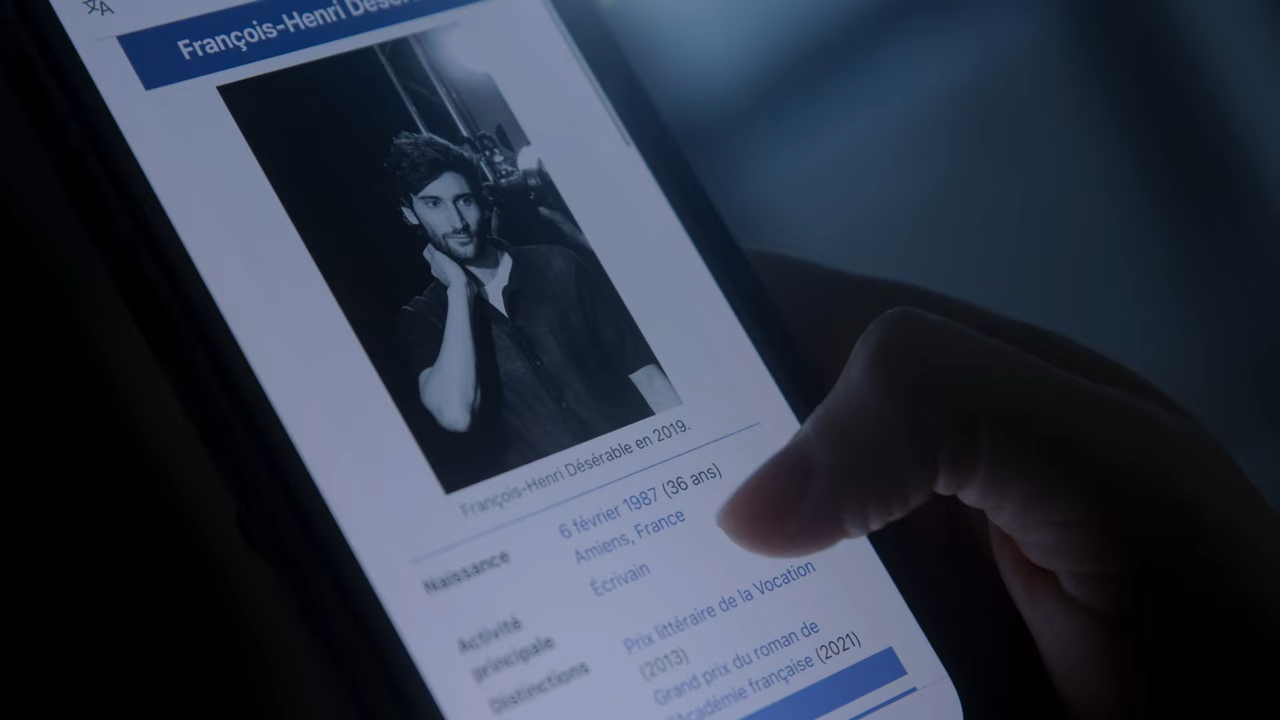 François-Henri
François-Henri Désérable en 2019.
Naissance
6 février 1987 (36 ans)
Amiens, France
Activité
principale
Écrivain
Distinctions
Prix littéraire de la Vocation
(2013)
Grand prix du roman de
l'Académie française (2021)